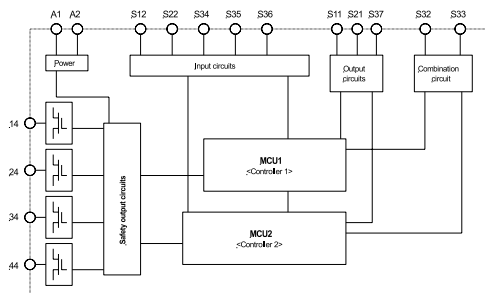 A1 A2 S12 S22 S34 S35 S36 S11 S21 S37 S32 S33
Power
Input circuits
Output
circuits
Combination
circuit
14
24
34
44
Safety output circuits
MCU1
<Controller 1>
MCU2
<Controller 2>